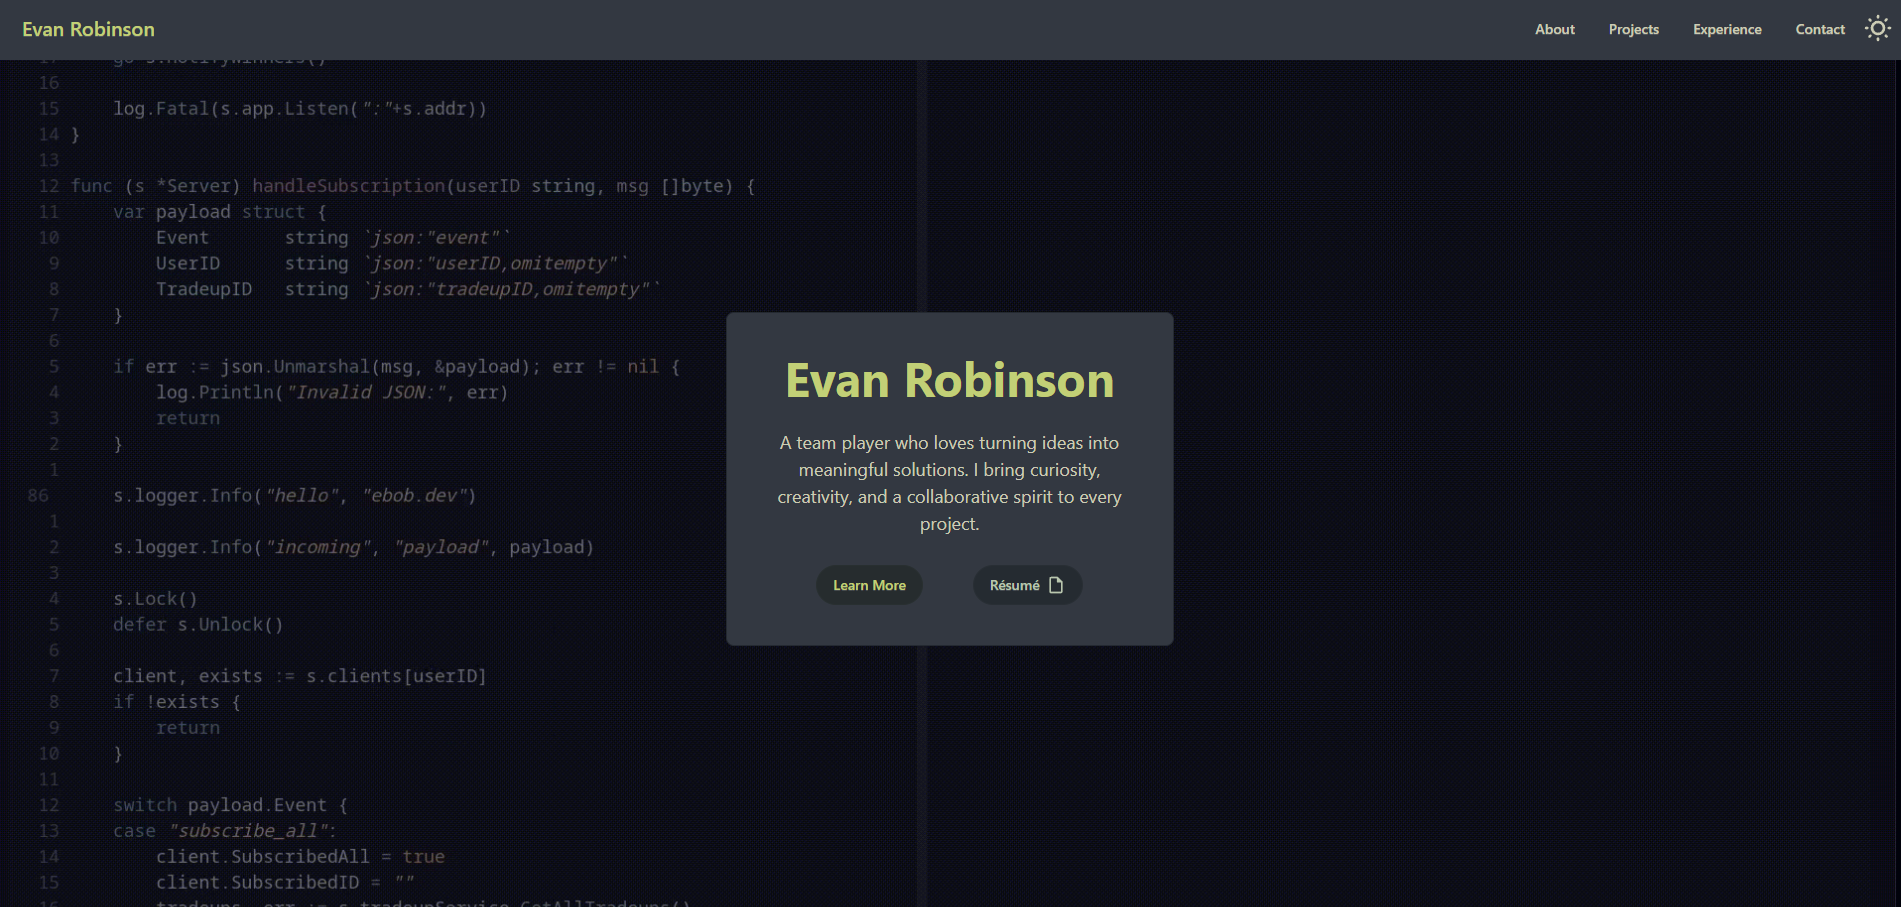 Evan Robinson
About Projects Experience Contact
16
15 log.Fatal(s.app.Listen(":"+s.addr))
14 }
13
12 func (s *Server) handleSubscription(userID string, msg []byte) {
11 var payload struct {
10 Event string `json:"event"`
9 UserID string `json:"userID,omitempty"`
8 TradeupID string `json:"tradeupID,omitempty"`
7 }
6
5 if err := json.Unmarshal(msg, &payload); err != nil {
4 log.Println("Invalid JSON:", err)
3 return
2 }
1
86 s.logger.Info("hello", "ebob.dev")
1
2 s.logger.Info("incoming", "payload", payload)
3
4 s.Lock()
5 defer s.Unlock()
6
7 client, exists := s.clients[userID]
8 if !exists {
9 return
10 }
11
12 switch payload.Event {
13 case "subscribe_all":
14 client.SubscribedAll = true
15 client.SubscribedID = ""
Evan Robinson
A team player who loves turning ideas into
meaningful solutions. I bring curiosity,
creativity, and a collaborative spirit to every
project.
Learn More
Résumé